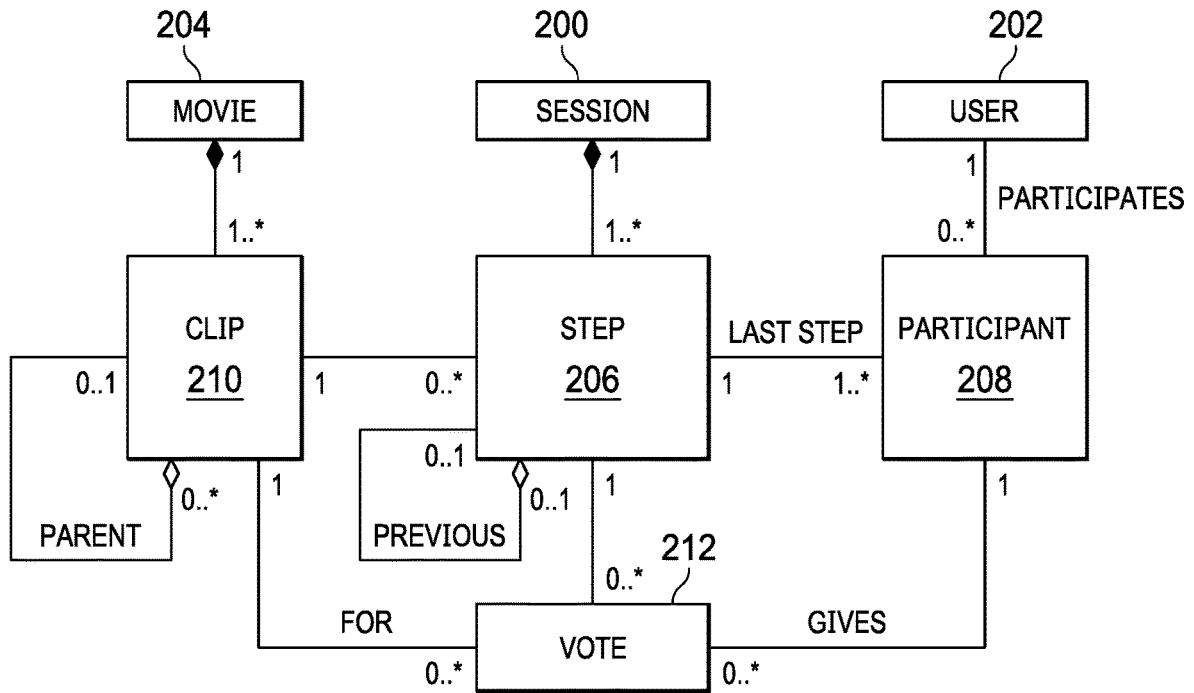 204 200 202
MOVIE SESSION USER
1 1 1
PARTICIPATES
1..* 1..* 0..*
CLIP STEP LAST STEP PARTICIPANT
210 206 208
0..1 1 0..* 1 1..*
0..1
0..* 1 0..1 1 1
PARENT PREVIOUS
212
0..*
FOR VOTE GIVES
0..* 0..*